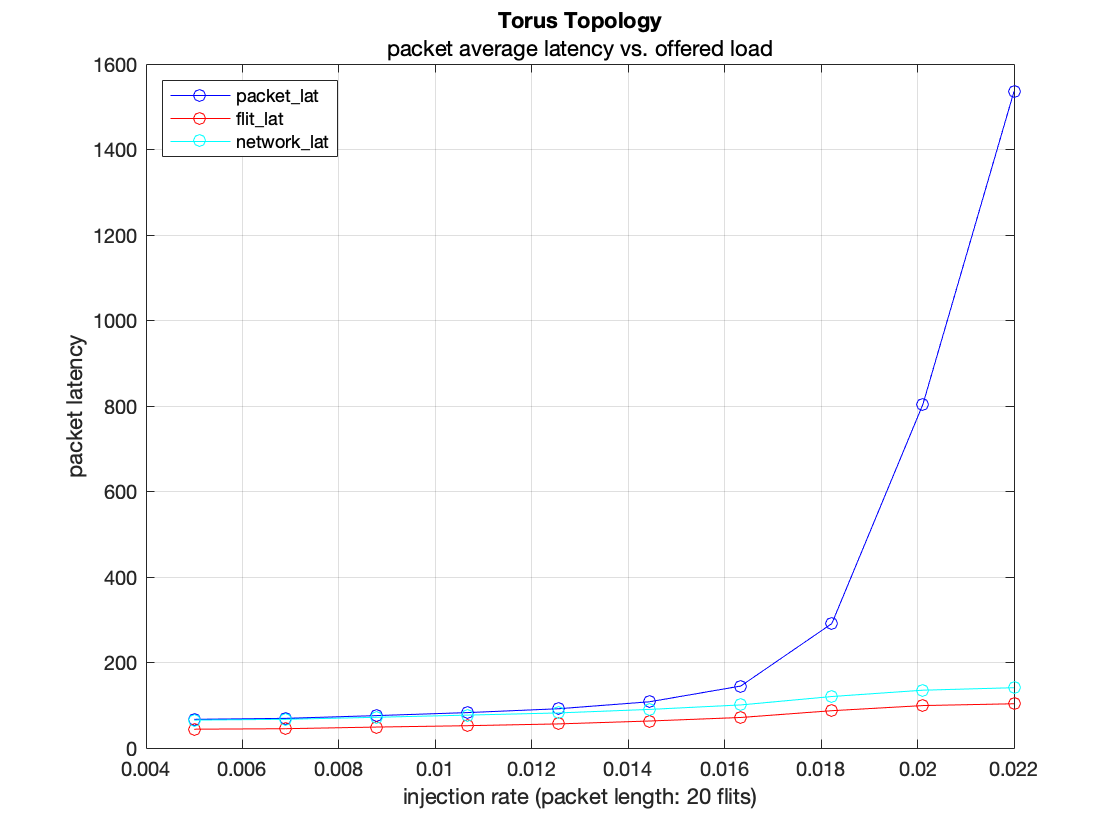 Torus Topology
packet average latency vs. offered load
packet_lat
flit_lat
network_lat
1600
1400
1200
1000
800
600
400
200
0
packet latency
0.004
0.006
0.008
0.01
0.012
0.014
0.016
0.018
0.02
0.022
injection rate (packet length: 20 flits)